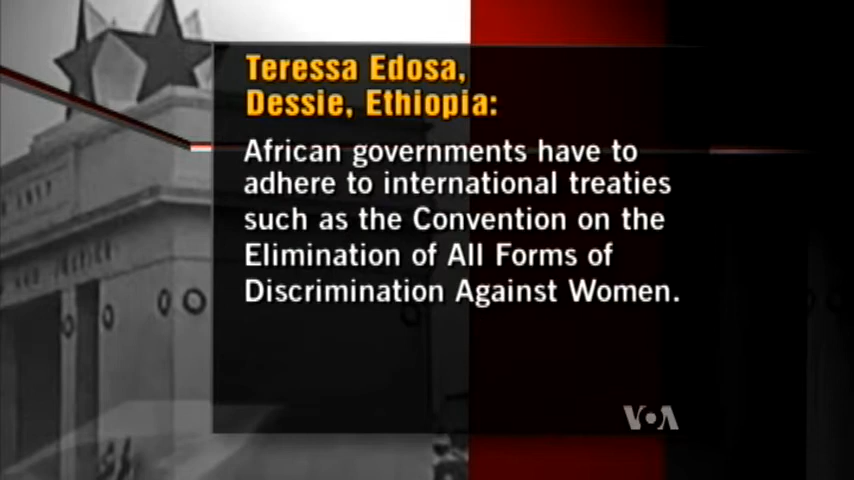 Teressa Edosa,
Dessie, Ethiopia:
African governments have to
adhere to international treaties
such as the Convention on the
Elimination of All Forms of
Discrimination Against Women.
VOA